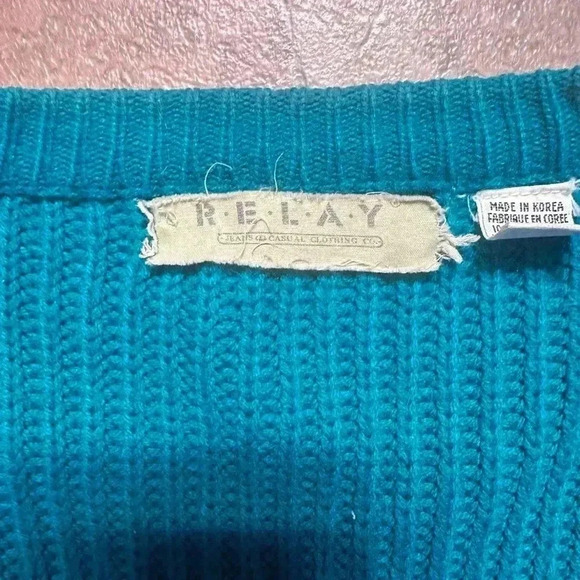 R·E·L·A·Y
JEANS & CASUAL CLOTHING CO.
MADE IN KOREA
FABRIQUE EN COREE